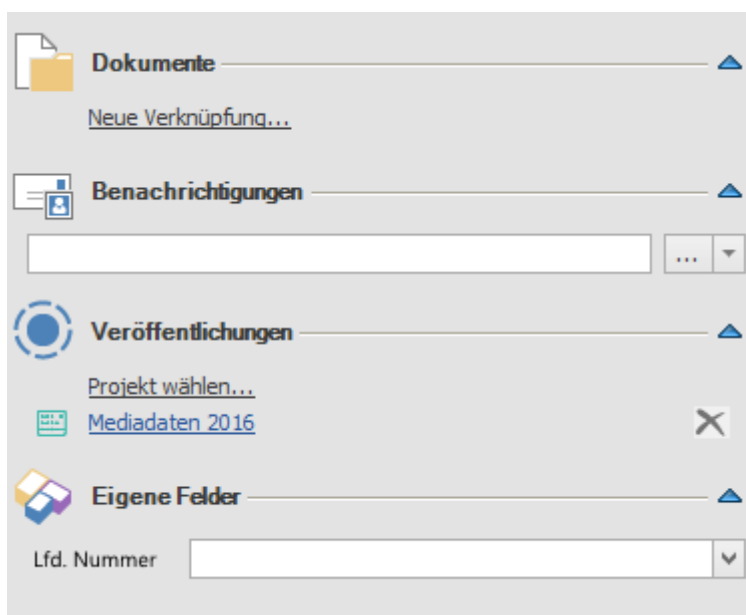 Dokumente
Neue Verknüpfung...
Benachrichtigungen
...
Veröffentlichungen
Projekt wählen...
Mediadaten 2016
Eigene Felder
Lfd. Nummer